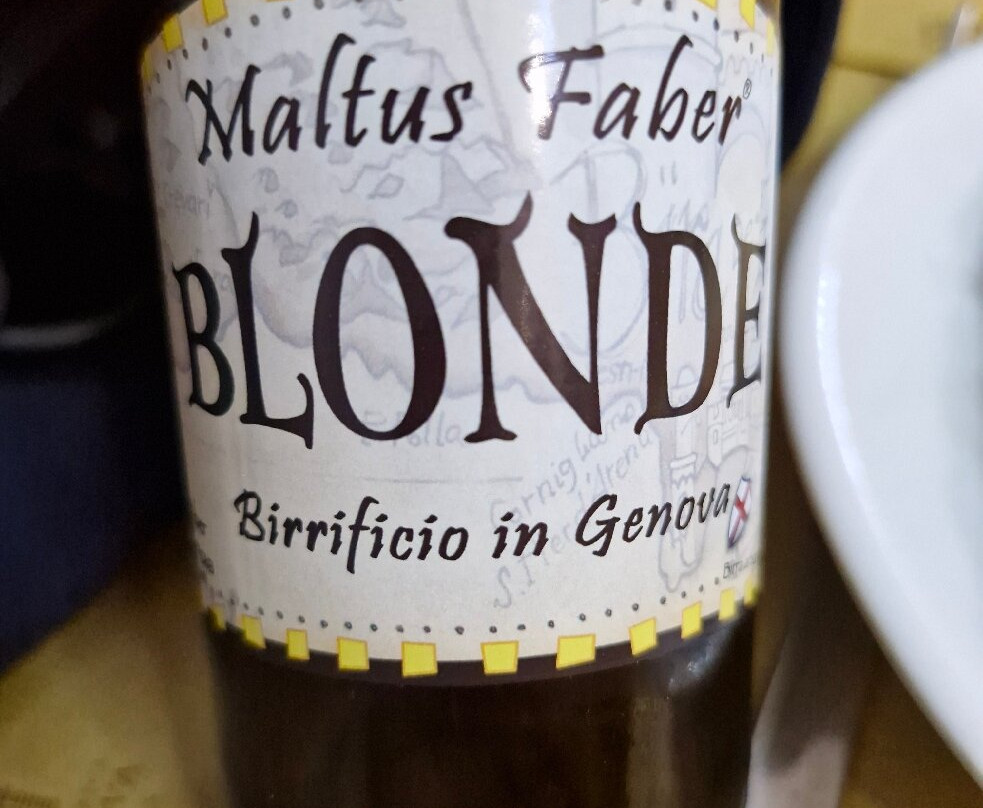 Maltus Faber®
BLONDE
Birrificio in Genova